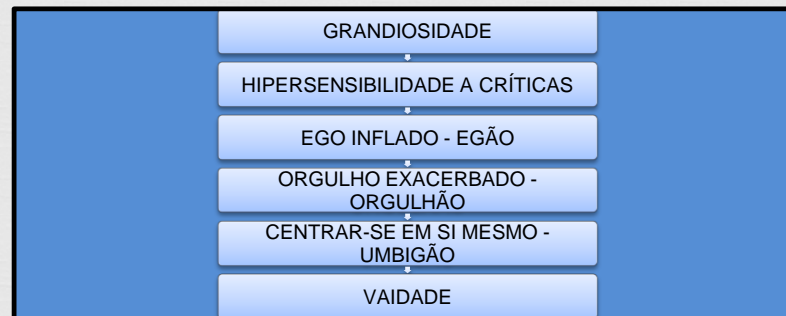 GRANDIOSIDADE
HIPERSENSIBILIDADE A CRÍTICAS
EGO INFLADO - EGÃO
ORGULHO EXACERBADO -
ORGULHÃO
CENTRAR-SE EM SI MESMO -
UMBIGÃO
VAIDADE